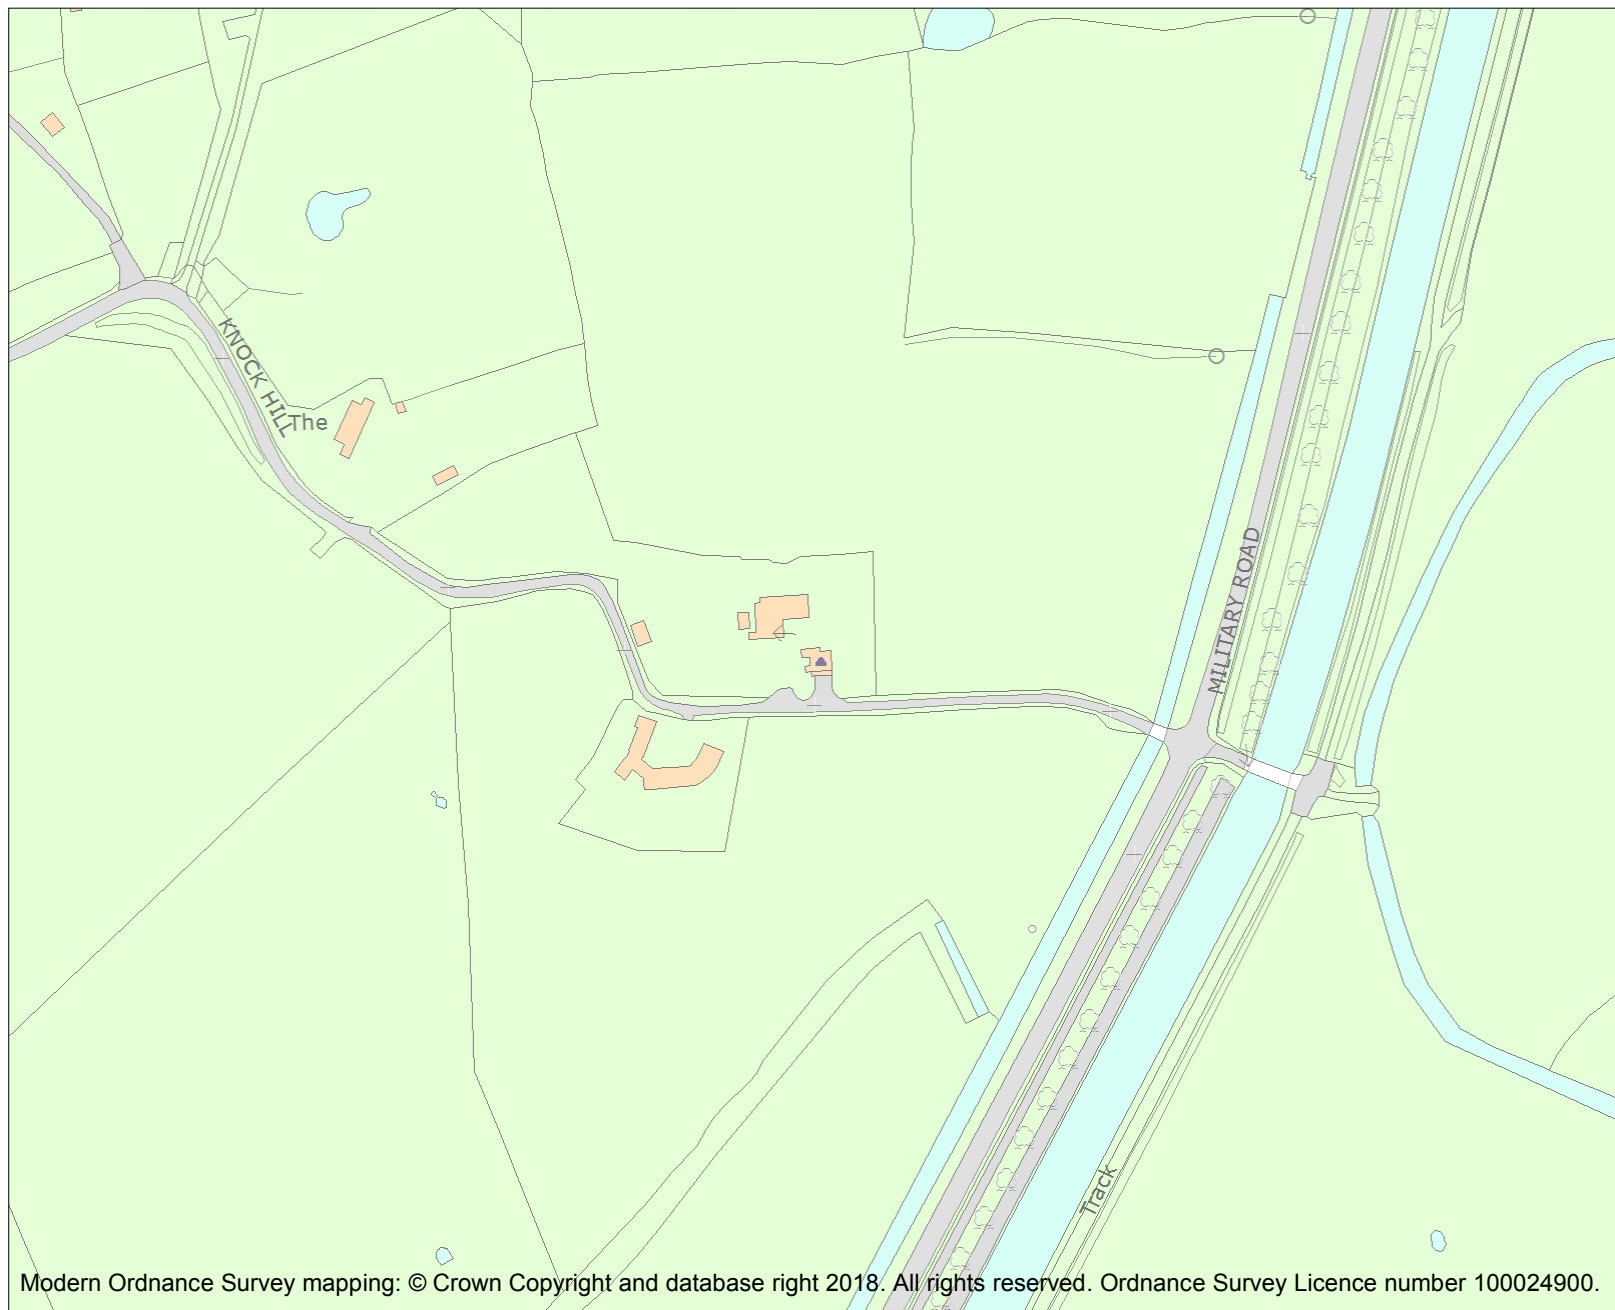 KNOCK HILL
The
MILITARY ROAD
Track
Modern Ordnance Survey mapping: © Crown Copyright and database right 2018. All rights reserved. Ordnance Survey Licence number 100024900.